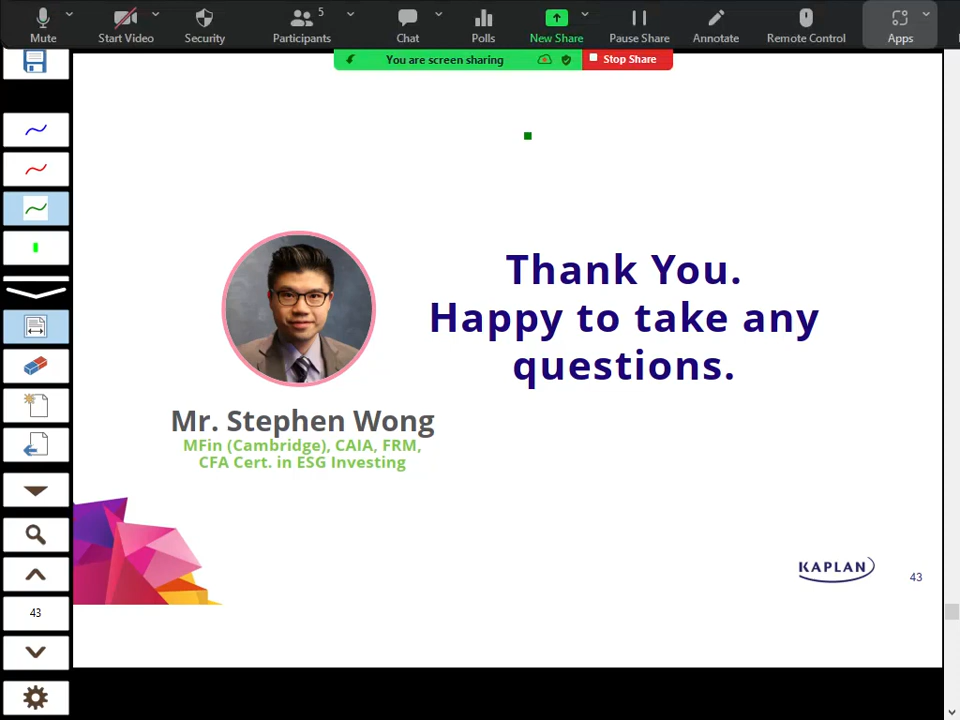 5
Mute
Start Video
Security
Participants
Chat
Polls
New Share
Pause Share
Annotate
Remote Control
Apps
You are screen sharing
Stop Share
Thank You.
Happy to take any
questions.
Mr. Stephen Wong
MFin (Cambridge), CAIA, FRM,
CFA Cert. in ESG Investing
KAPLAN
43
43